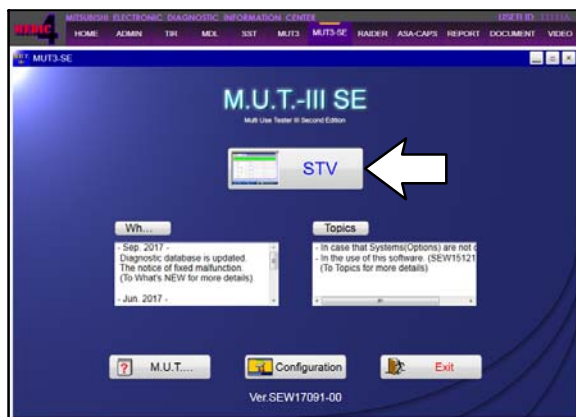 MEDIC 4
MITSUBISHI ELECTRONIC DIAGNOSTIC INFORMATION CENTER
USER ID 11111A
HOME ADMIN TIR MDL SST MUT3 MUT3-SE RAIDER ASA-CAPS REPORT DOCUMENT VIDEO
MUT3-SE
M.U.T.-III SE
Multi Use Tester III Second Edition
STV
Wh...
- Sep. 2017 -
Diagnostic database is updated.
The notice of fixed malfunction.
(To What's NEW for more details)
- Jun. 2017 -
Topics
- In case that Systems(Options) are not
- In the use of this software. (SEW15121
(To Topics for more details)
M.U.T....
Configuration
Exit
Ver.SEW17091-00